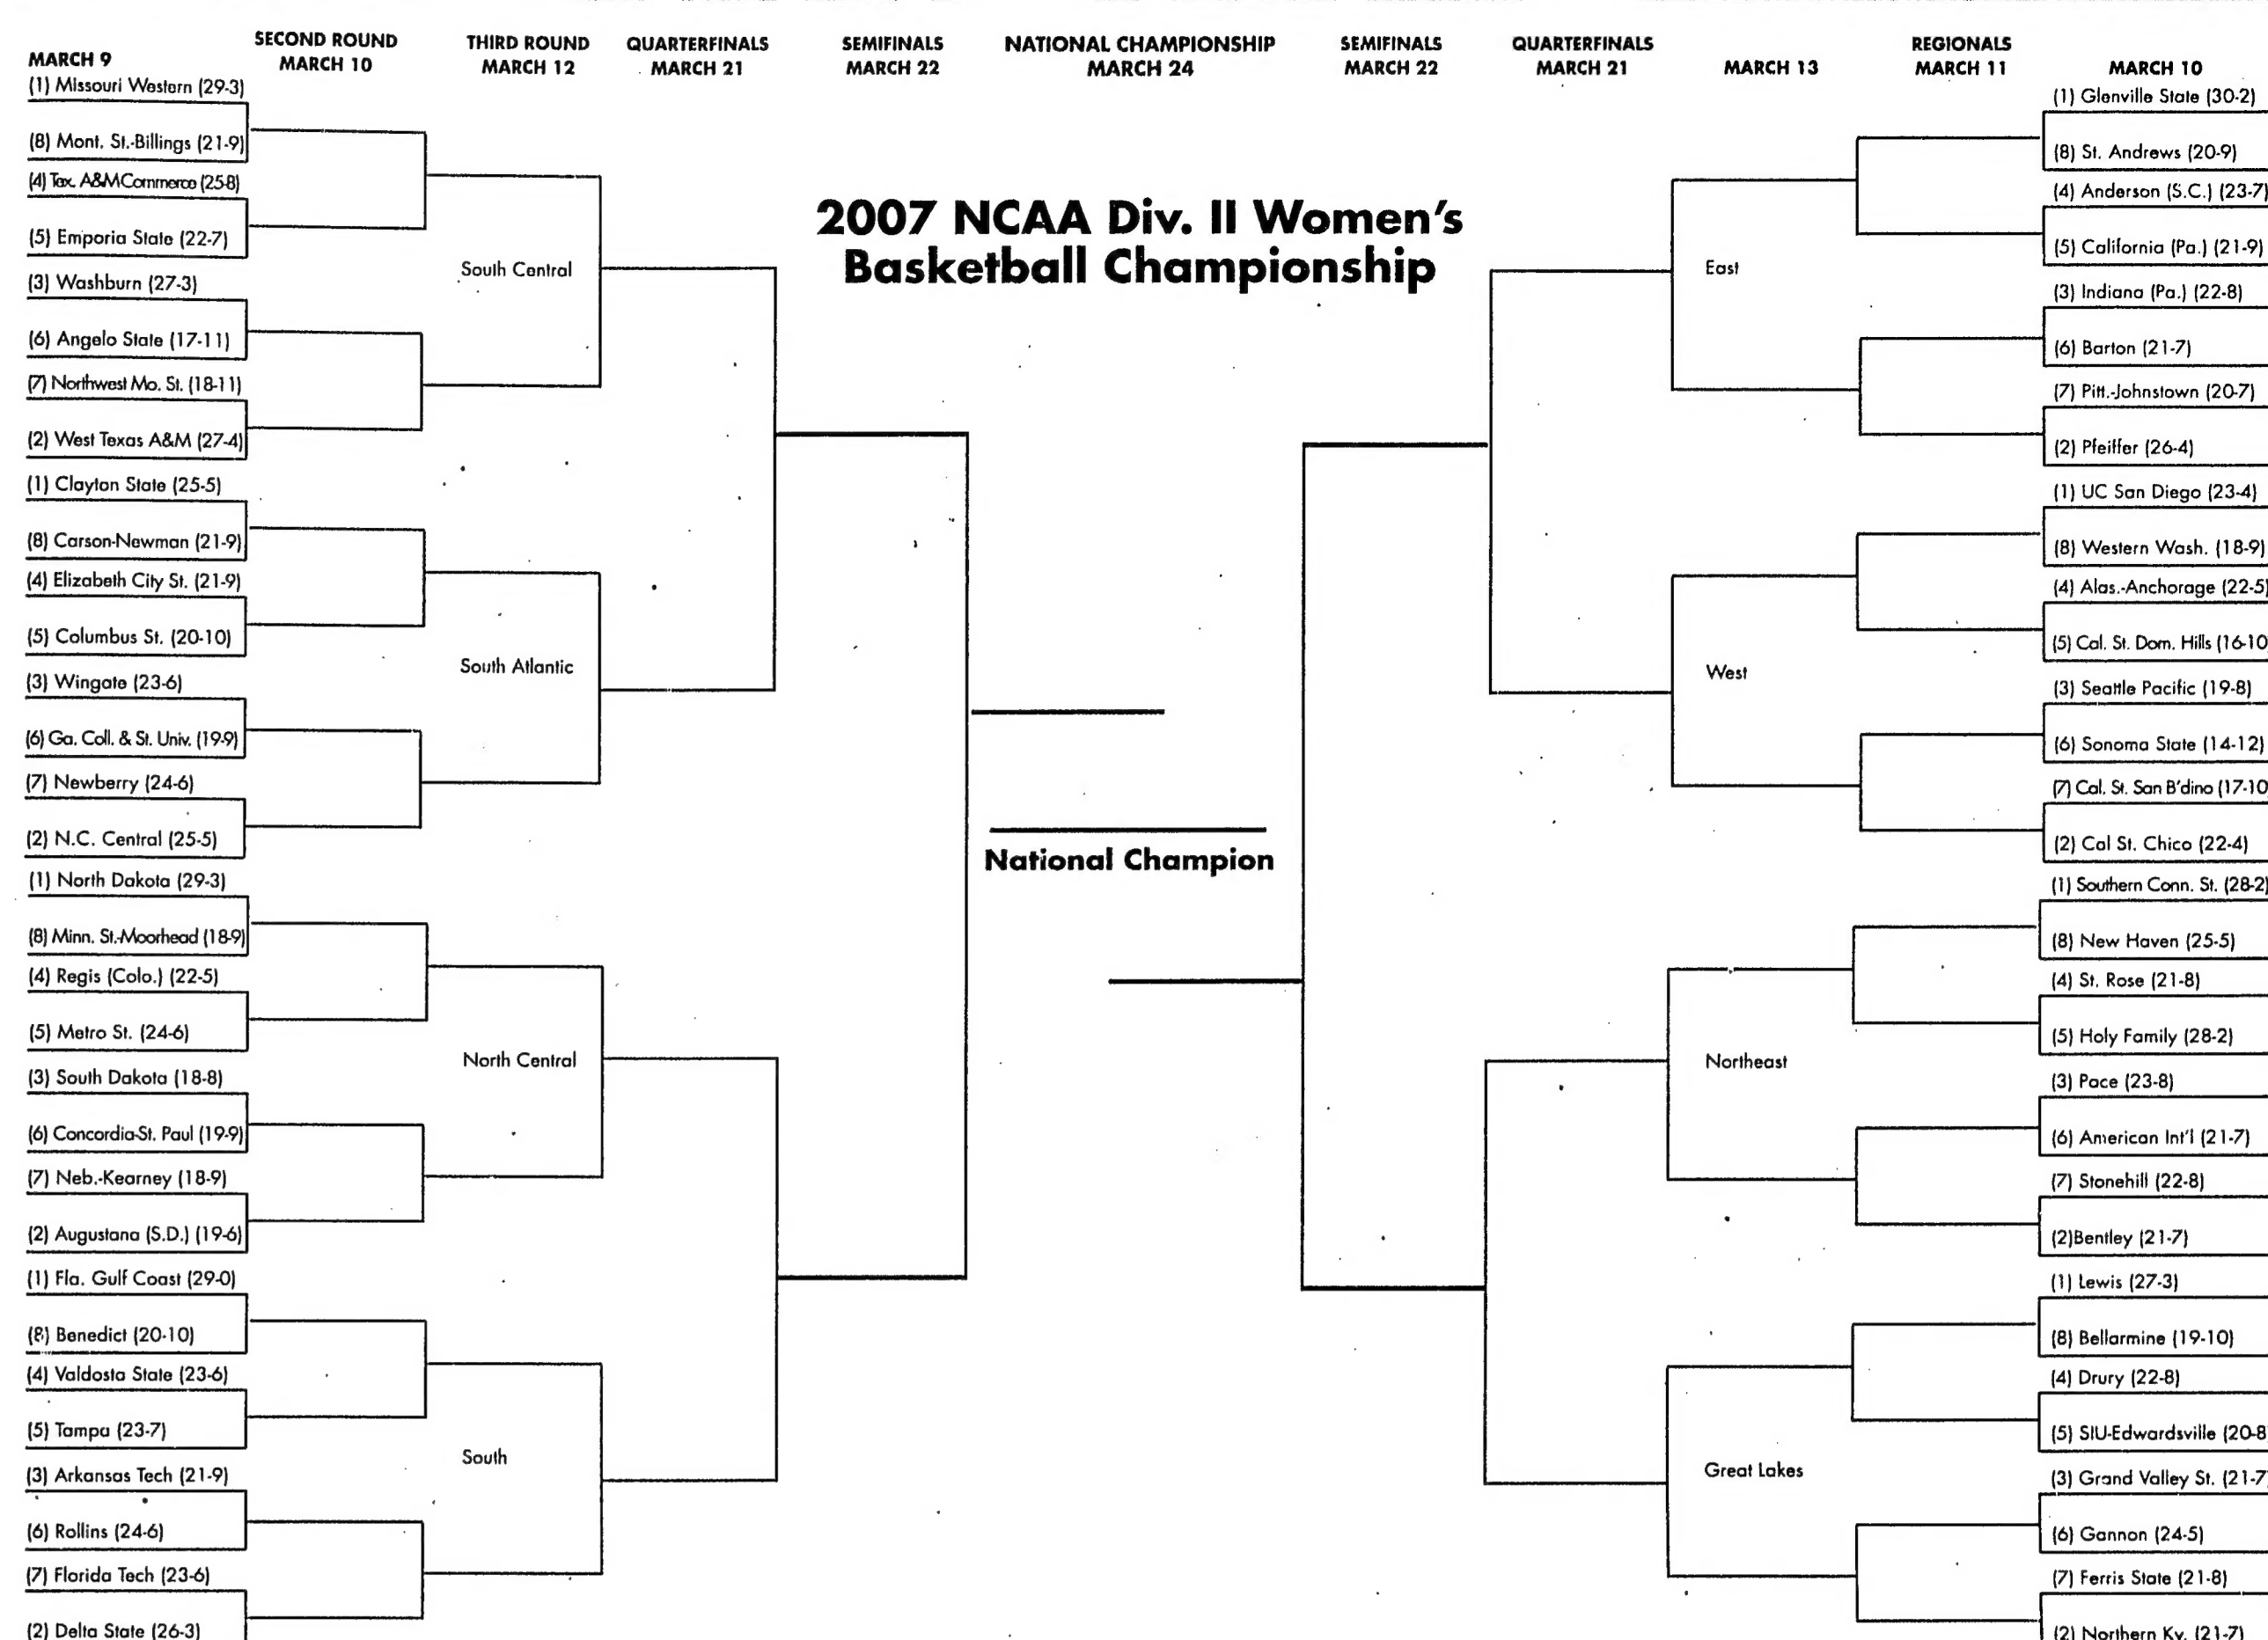 MARCH 9
SECOND ROUND
MARCH 10
THIRD ROUND
MARCH 12
QUARTERFINALS
MARCH 21
SEMIFINALS
MARCH 22
NATIONAL CHAMPIONSHIP
MARCH 24
SEMIFINALS
MARCH 22
QUARTERFINALS
MARCH 21
MARCH 13
REGIONALS
MARCH 11
MARCH 10
2007 NCAA Div. II Women's
Basketball Championship
(1) Missouri Western (29-3)
(8) Mont. St.-Billings (21-9)
(4) Tex. A&MCommerce (25-8)
(5) Emporia State (22-7)
(3) Washburn (27-3)
(6) Angelo State (17-11)
(7) Northwest Mo. St. (18-11)
(2) West Texas A&M (27-4)
South Central
(1) Clayton State (25-5)
(8) Carson-Newman (21-9)
(4) Elizabeth City St. (21-9)
(5) Columbus St. (20-10)
(3) Wingate (23-6)
(6) Ga. Coll. & St. Univ. (19-9)
(7) Newberry (24-6)
(2) N.C. Central (25-5)
South Atlantic
(1) North Dakota (29-3)
(8) Minn. St.-Moorhead (18-9)
(4) Regis (Colo.) (22-5)
(5) Metro St. (24-6)
(3) South Dakota (18-8)
(6) Concordia-St. Paul (19-9)
(7) Neb.-Kearney (18-9)
(2) Augustana (S.D.) (19-6)
North Central
(1) Fla. Gulf Coast (29-0)
(8) Benedict (20-10)
(4) Valdosta State (23-6)
(5) Tampa (23-7)
(3) Arkansas Tech (21-9)
(6) Rollins (24-6)
(7) Florida Tech (23-6)
(2) Delta State (26-3)
South
National Champion
(1) Glenville State (30-2)
(8) St. Andrews (20-9)
(4) Anderson (S.C.) (23-7)
(5) California (Pa.) (21-9)
(3) Indiana (Pa.) (22-8)
(6) Barton (21-7)
(7) Pitt.-Johnstown (20-7)
(2) Pfeiffer (26-4)
East
(1) UC San Diego (23-4)
(8) Western Wash. (18-9)
(4) Alas.-Anchorage (22-5)
(5) Cal. St. Dom. Hills (16-10
(3) Seattle Pacific (19-8)
(6) Sonoma State (14-12)
(7) Cal. St. San B'dino (17-10
(2) Cal St. Chico (22-4)
West
(1) Southern Conn. St. (28-2)
(8) New Haven (25-5)
(4) St. Rose (21-8)
(5) Holy Family (28-2)
(3) Pace (23-8)
(6) American Int'l (21-7)
(7) Stonehill (22-8)
(2)Bentley (21-7)
Northeast
(1) Lewis (27-3)
(8) Bellarmine (19-10)
(4) Drury (22-8)
(5) SIU-Edwardsville (20-8
(3) Grand Valley St. (21-7
(6) Gannon (24-5)
(7) Ferris State (21-8)
(2) Northern Ky. (21-7)
Great Lakes